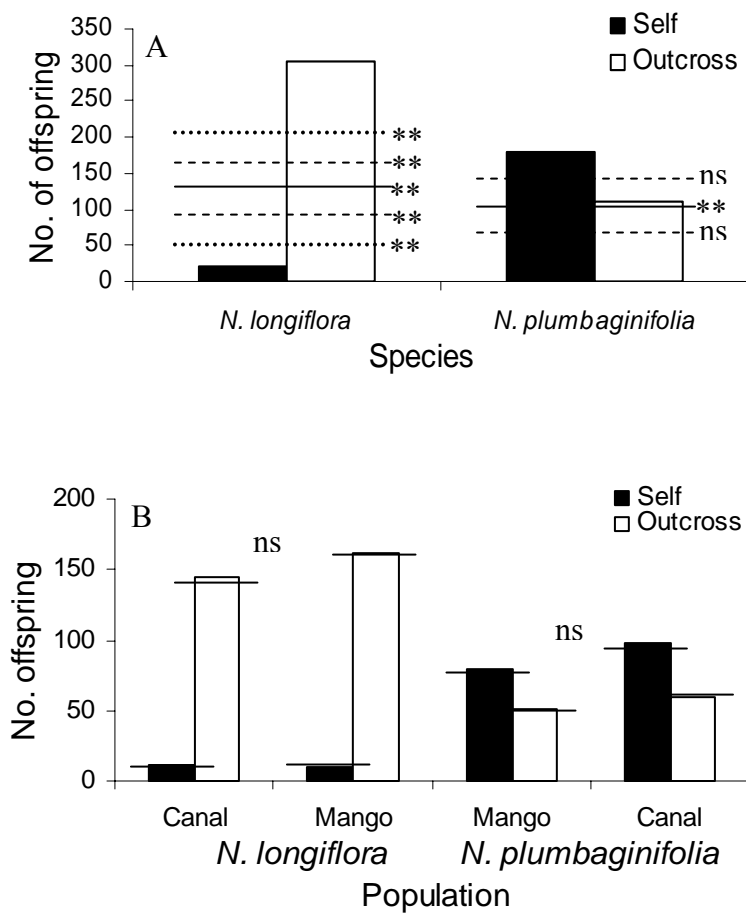 A
Self
Outcross
No. of offspring
350
300
250
200
150
100
50
0
**
**
**
**
**
ns
**
ns
N. longiflora N. plumbaginifolia
Species
B
Self
Outcross
No. offspring
200
150
100
50
0
ns
ns
Canal Mango Mango Canal
N. longiflora N. plumbaginifolia
Population